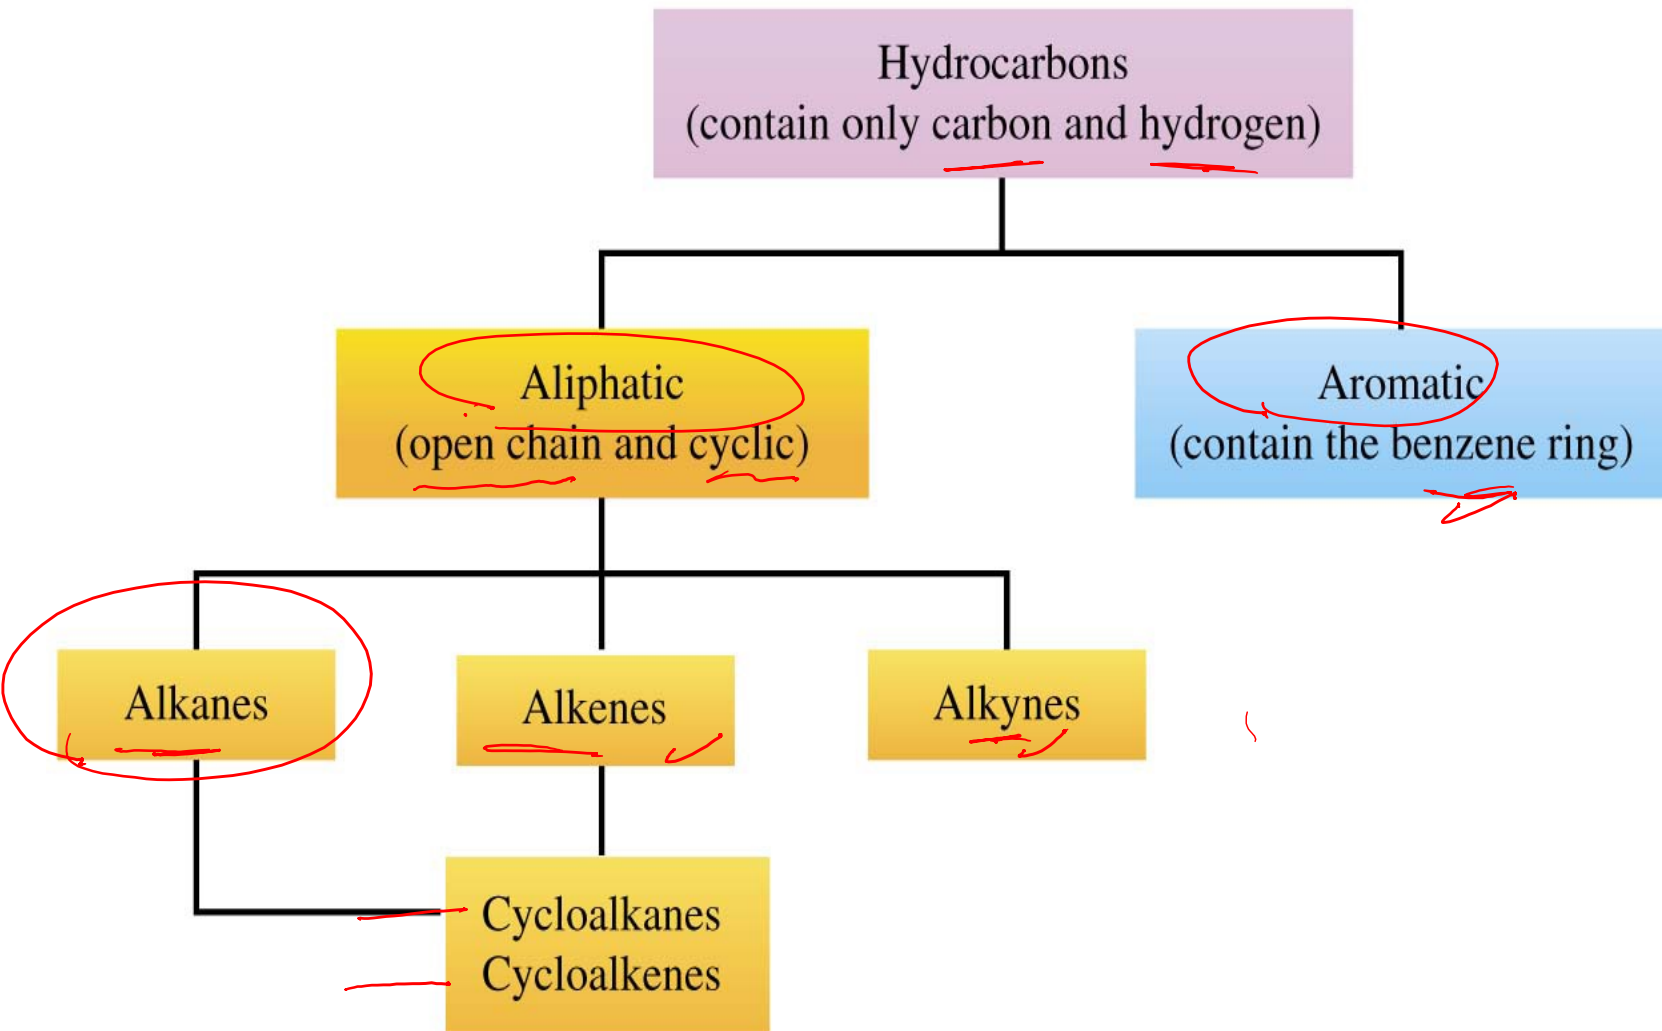 Hydrocarbons
(contain only carbon and hydrogen)
Aliphatic
(open chain and cyclic)
Aromatic
(contain the benzene ring)
Alkanes
Alkenes
Alkynes
Cycloalkanes
Cycloalkenes